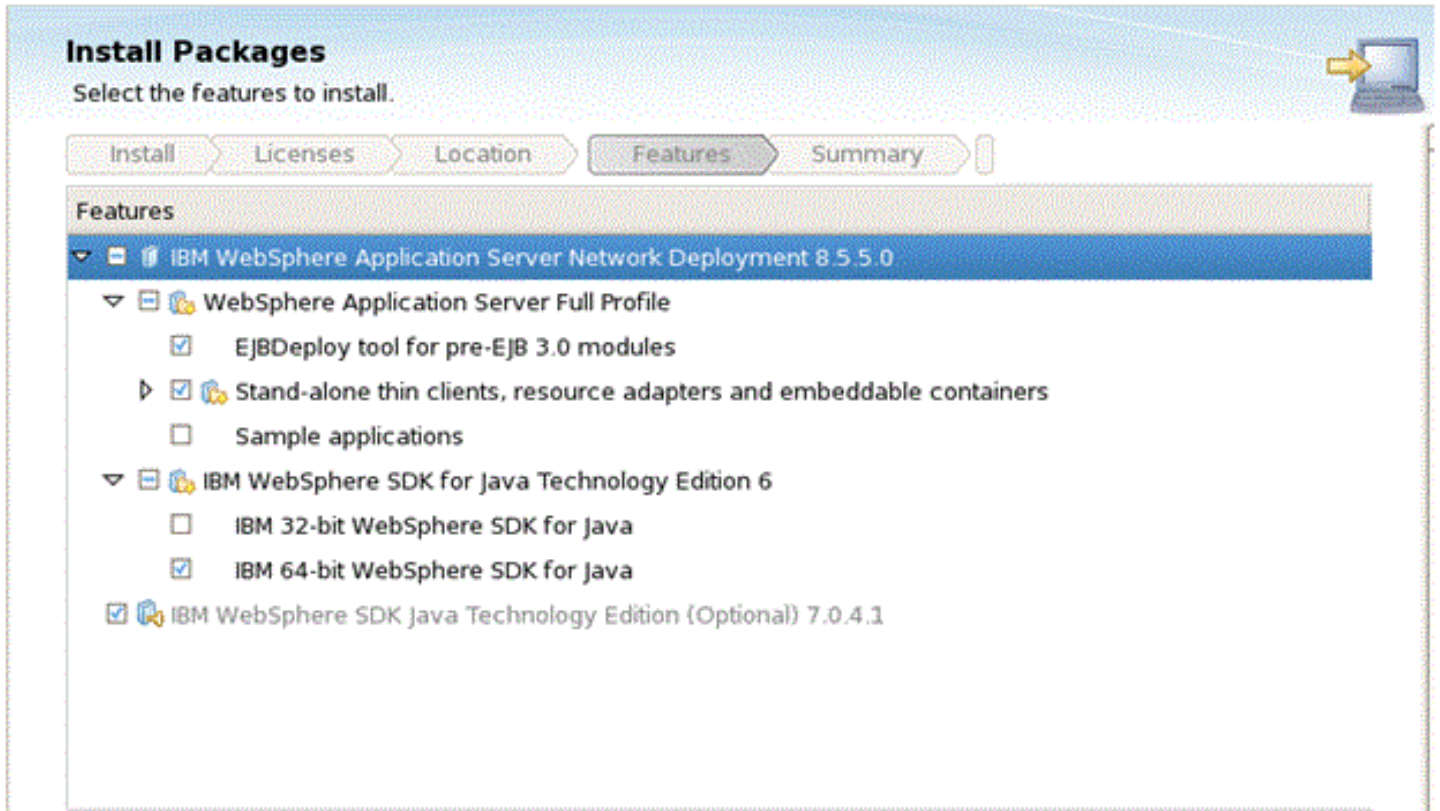 Install Packages
Select the features to install.
Install Licenses Location Features Summary
Features
IBM WebSphere Application Server Network Deployment 8.5.5.0
WebSphere Application Server Full Profile
EJBDeploy tool for pre-EJB 3.0 modules
Stand-alone thin clients, resource adapters and embeddable containers
Sample applications
IBM WebSphere SDK for Java Technology Edition 6
IBM 32-bit WebSphere SDK for Java
IBM 64-bit WebSphere SDK for Java
IBM WebSphere SDK Java Technology Edition (Optional) 7.0.4.1